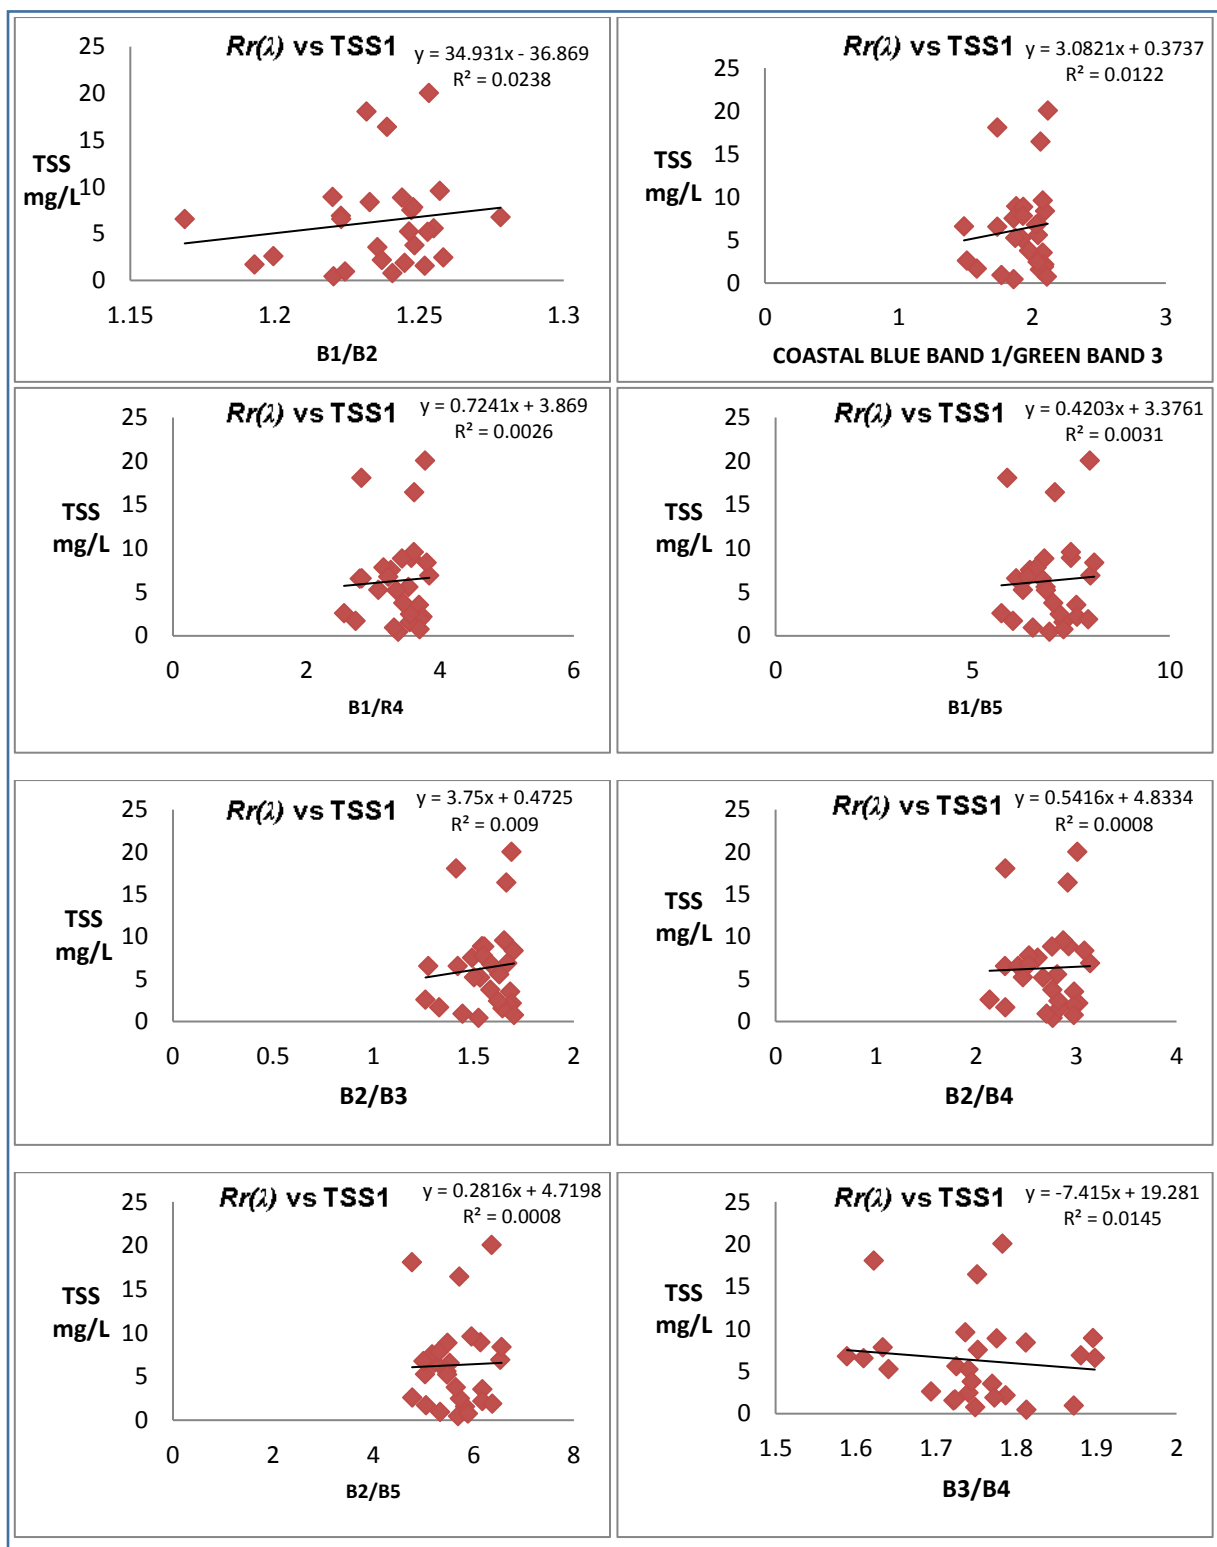 Rr(λ) vs TSS1
y = 34.931x - 36.869
R² = 0.0238
25
20
15
10
5
0
TSS
mg/L
1.15 1.2 1.25 1.3
B1/B2
Rr(λ) vs TSS1
y = 3.0821x + 0.3737
R² = 0.0122
25
20
15
10
5
0
TSS
mg/L
0 1 2 3
COASTAL BLUE BAND 1/GREEN BAND 3
Rr(λ) vs TSS1
y = 0.7241x + 3.869
R² = 0.0026
25
20
15
10
5
0
TSS
mg/L
0 2 4 6
B1/R4
Rr(λ) vs TSS1
y = 0.4203x + 3.3761
R² = 0.0031
25
20
15
10
5
0
TSS
mg/L
0 5 10
B1/B5
Rr(λ) vs TSS1
y = 3.75x + 0.4725
R² = 0.009
25
20
15
10
5
0
TSS
mg/L
0 0.5 1 1.5 2
B2/B3
Rr(λ) vs TSS1
y = 0.5416x + 4.8334
R² = 0.0008
25
20
15
10
5
0
TSS
mg/L
0 1 2 3 4
B2/B4
Rr(λ) vs TSS1
y = 0.2816x + 4.7198
R² = 0.0008
25
20
15
10
5
0
TSS
mg/L
0 2 4 6 8
B2/B5
Rr(λ) vs TSS1
y = -7.415x + 19.281
R² = 0.0145
25
20
15
10
5
0
TSS
mg/L
1.5 1.6 1.7 1.8 1.9 2
B3/B4